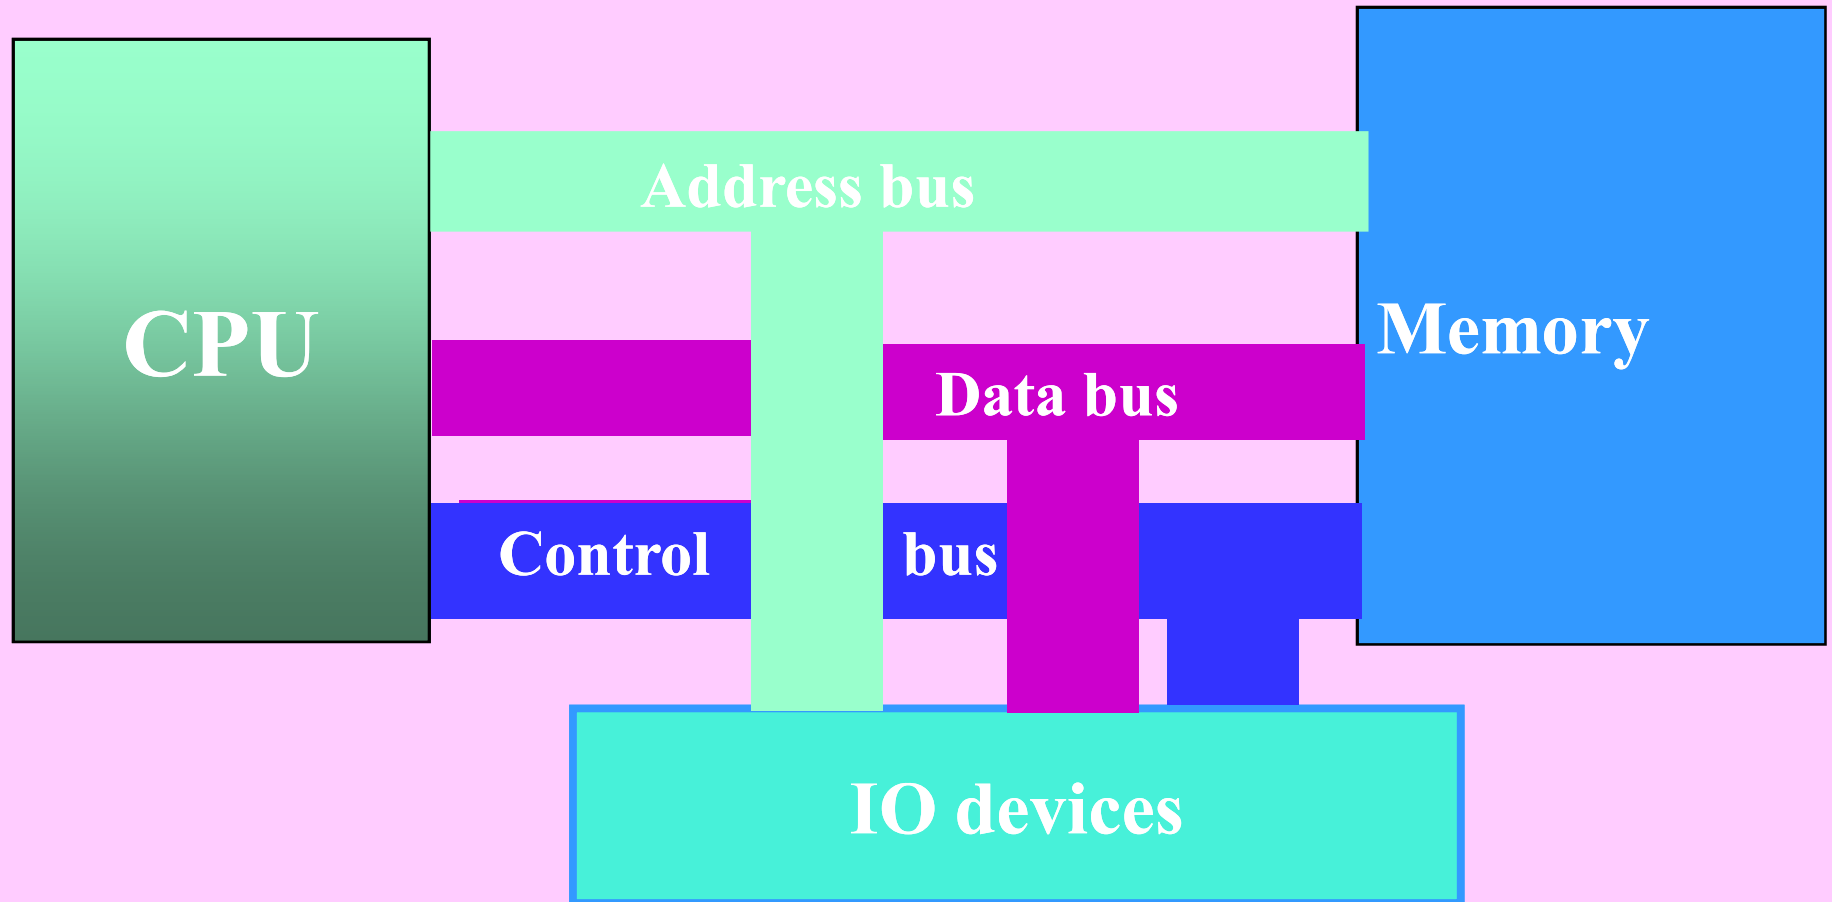 Address bus
CPU
Memory
Data bus
Control bus
IO devices